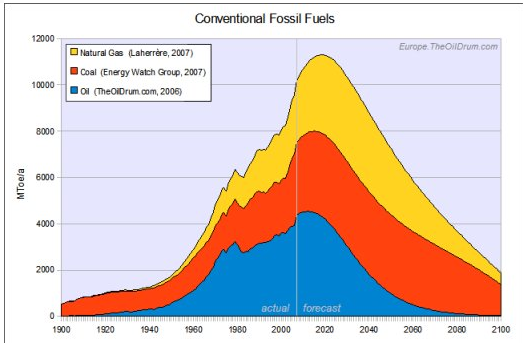 Conventional Fossil Fuels
Europe.TheOilDrum.com
Natural Gas (Laherrère, 2007)
Coal (Energy Watch Group, 2007)
Oil (TheOilDrum.com, 2006)
12000
10000
8000
6000
4000
2000
0
MToe/a
actual forecast
1900 1920 1940 1960 1980 2000 2020 2040 2060 2080 2100